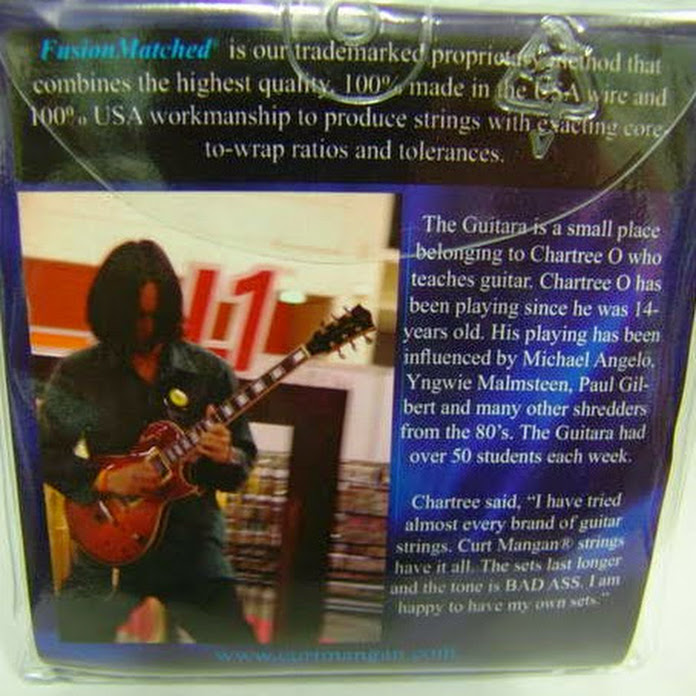 FusionMatched® is our trademarked proprietary method that
combines the highest quality, 100% made in the USA wire and
100% USA workmanship to produce strings with exacting core-
to-wrap ratios and tolerances.
1
The Guitara is a small place
belonging to Chartree O who
teaches guitar. Chartree O has
been playing since he was 14-
years old. His playing has been
influenced by Michael Angelo,
Yngwie Malmsteen, Paul Gil-
bert and many other shredders
from the 80's. The Guitara had
over 50 students each week.
Chartree said, “I have tried
almost every brand of guitar
strings. Curt Mangan® strings
have it all. The sets last longer
and the tone is BAD ASS. I am
happy to have my own sets.”
www.curtmangan.com